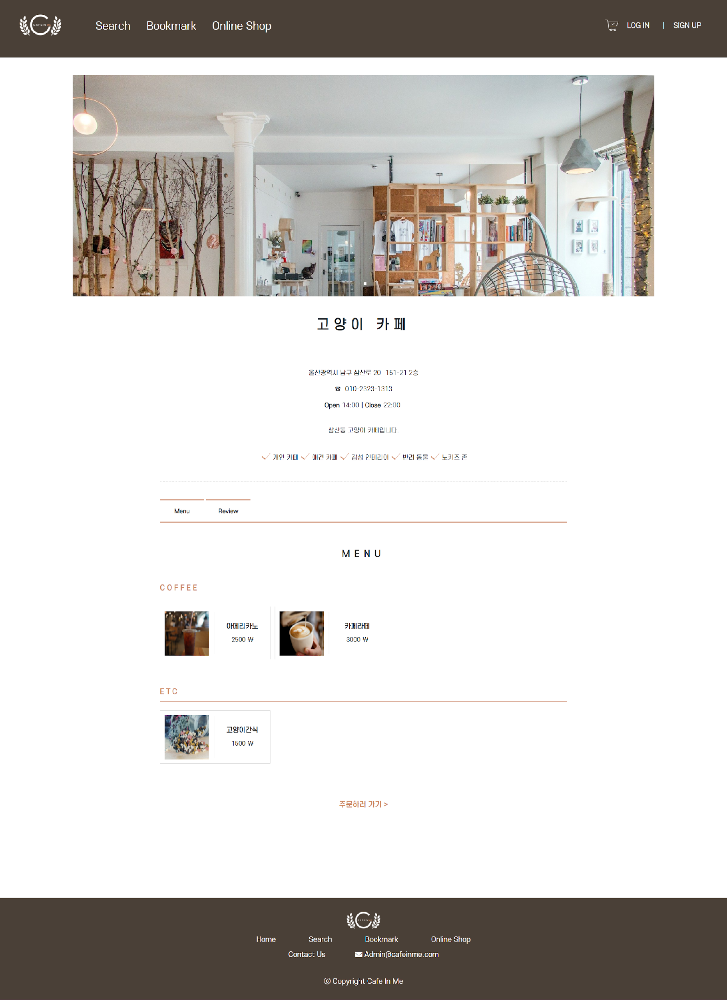 CAFEINME
Search Bookmark Online Shop
LOG IN | SIGN UP
고양이 카페
울산광역시 남구 삼산로 20 151-21 2층
☎ 010-2323-1313
Open 14:00 | Close 22:00
삼산동 고양이 카페입니다.
개인 카페 애견 카페 감성 인테리어 반려 동물 노키즈 존
Menu Review
MENU
COFFEE
아메리카노
2500 ₩
카페라떼
3000 ₩
ETC
고양이간식
1500 ₩
주문하러 가기 >
CAFEINME
Home Search Bookmark Online Shop
Contact Us Admin@cafeinme.com
ⓒ Copyright Cafe In Me